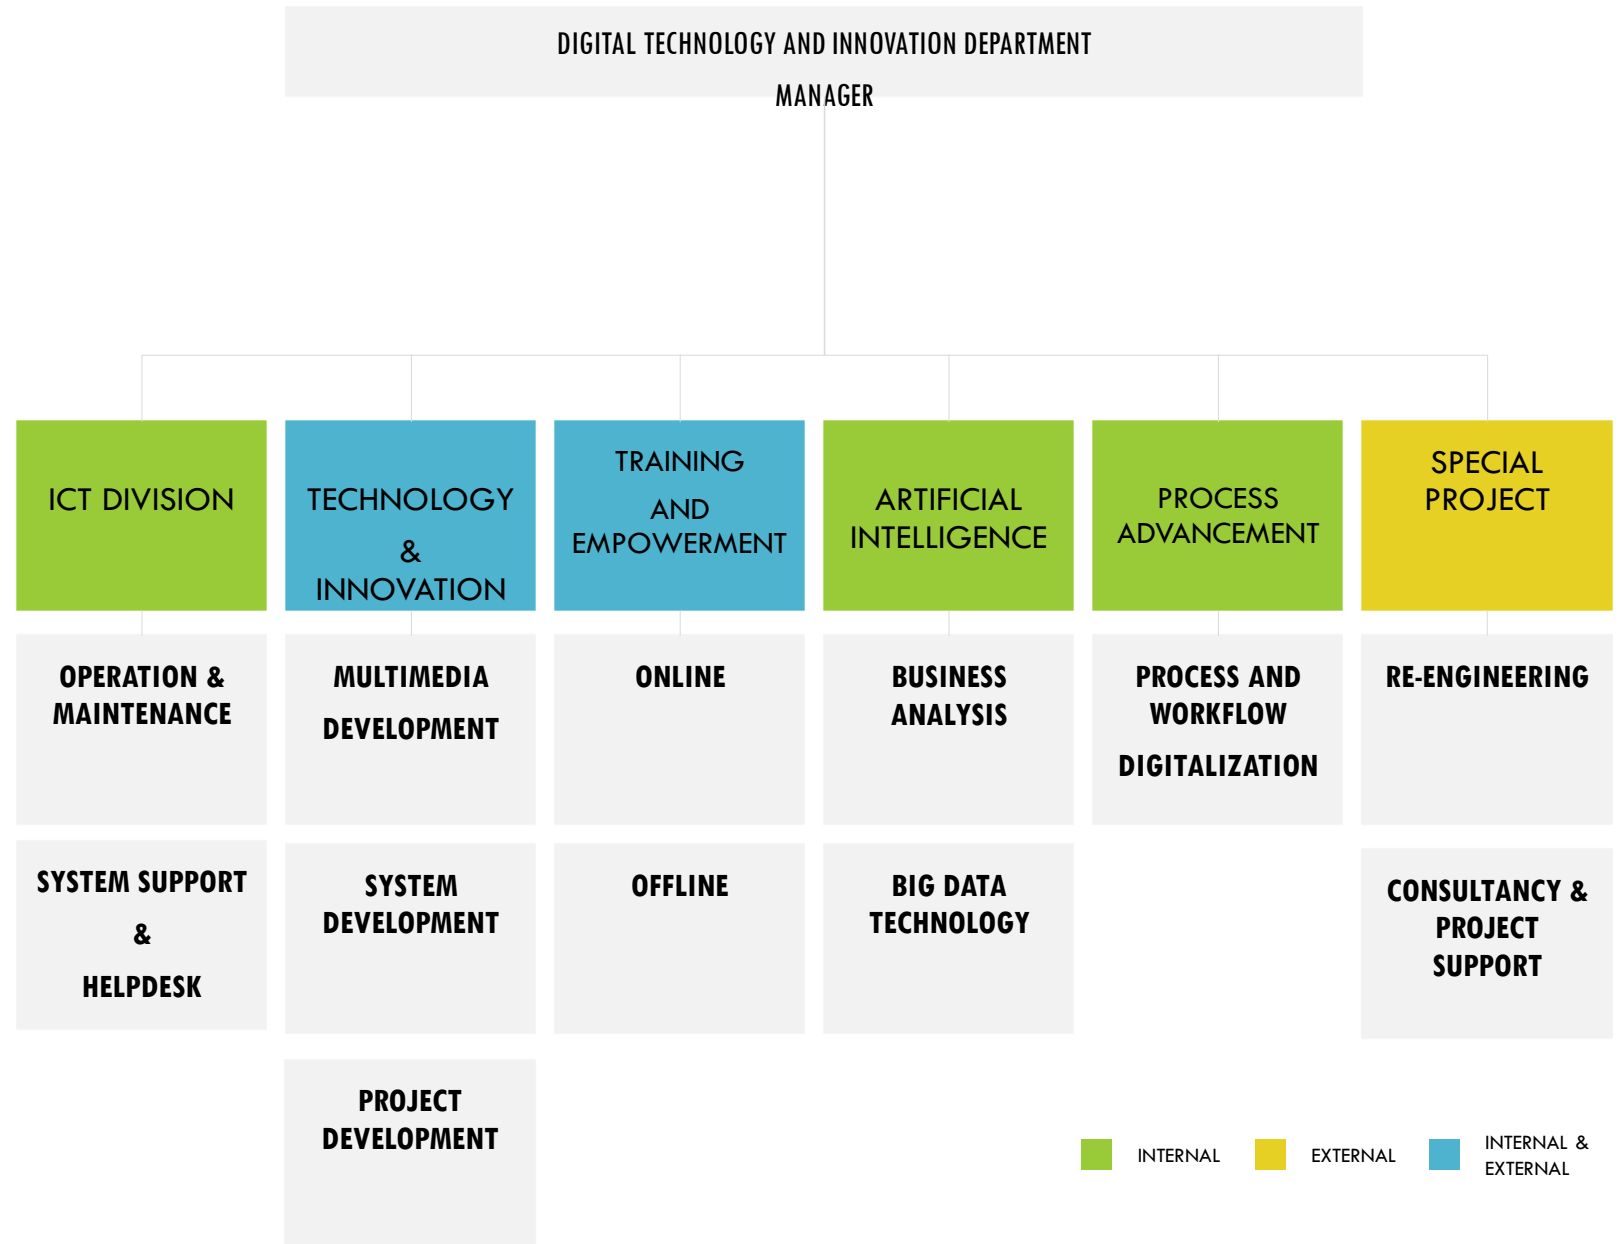 DIGITAL TECHNOLOGY AND INNOVATION DEPARTMENT
MANAGER
ICT DIVISION
TECHNOLOGY
&
INNOVATION
TRAINING
AND
EMPOWERMENT
ARTIFICIAL
INTELLIGENCE
PROCESS
ADVANCEMENT
SPECIAL
PROJECT
OPERATION &
MAINTENANCE
MULTIMEDIA
DEVELOPMENT
ONLINE
BUSINESS
ANALYSIS
PROCESS AND
WORKFLOW
DIGITALIZATION
RE-ENGINEERING
SYSTEM SUPPORT
&
HELPDESK
SYSTEM
DEVELOPMENT
OFFLINE
BIG DATA
TECHNOLOGY
CONSULTANCY &
PROJECT
SUPPORT
PROJECT
DEVELOPMENT
INTERNAL
EXTERNAL
INTERNAL &
EXTERNAL